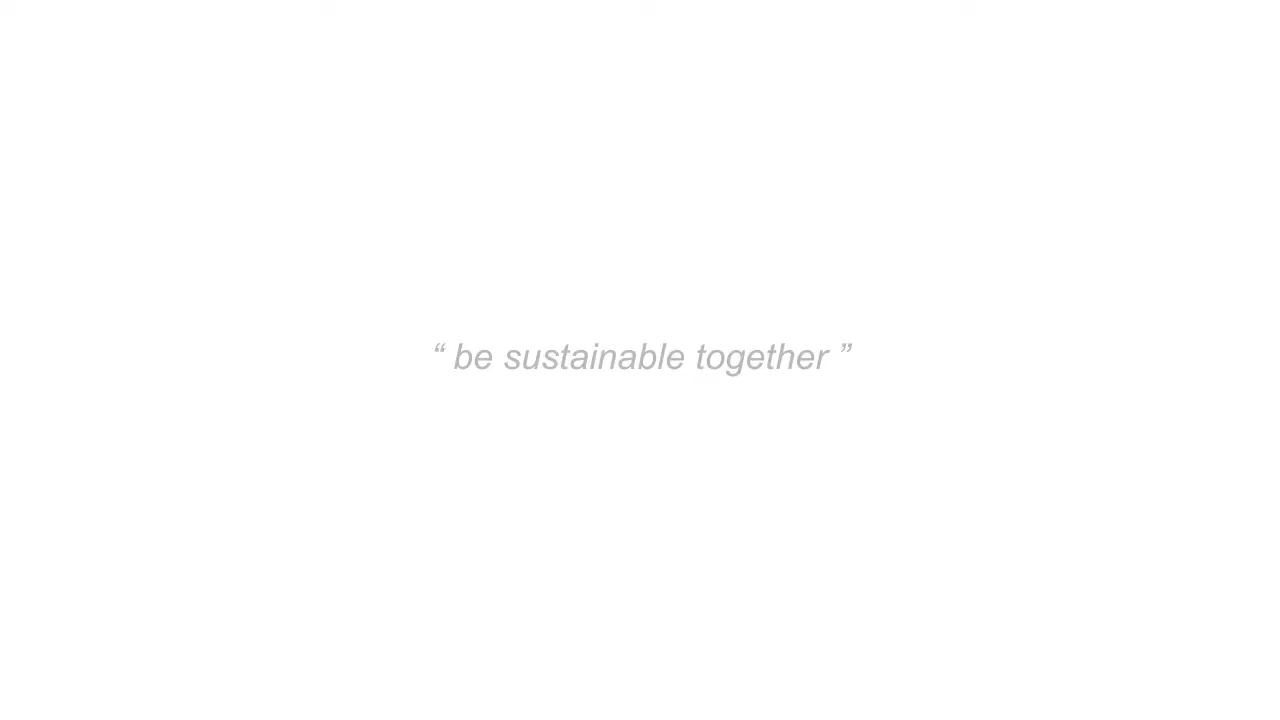 “ be sustainable together ”